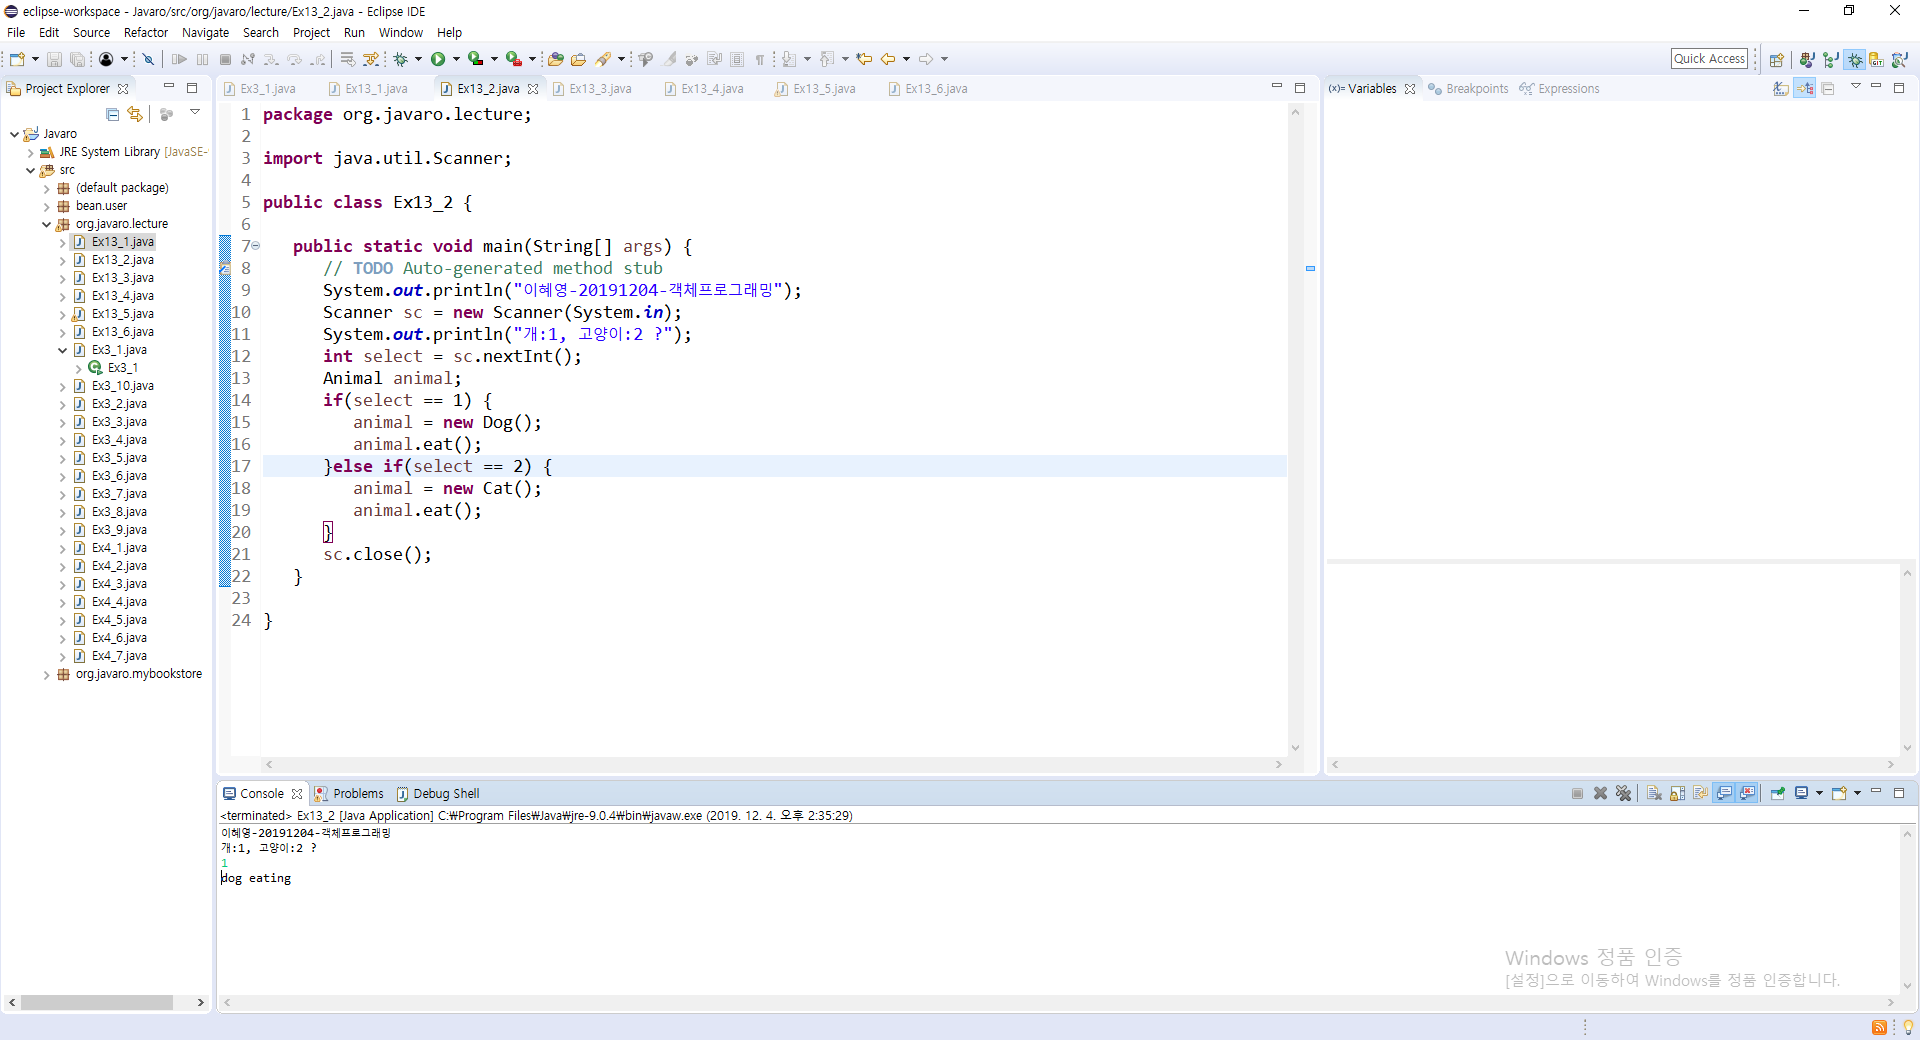 eclipse-workspace - Javaro/src/org/javaro/lecture/Ex13_2.java - Eclipse IDE
File Edit Source Refactor Navigate Search Project Run Window Help
Quick Access
Project Explorer
Javaro
JRE System Library [JavaSE-
src
(default package)
bean.user
org.javaro.lecture
Ex13_1.java
Ex13_2.java
Ex13_3.java
Ex13_4.java
Ex13_5.java
Ex13_6.java
Ex3_1.java
Ex3_1
Ex3_10.java
Ex3_2.java
Ex3_3.java
Ex3_4.java
Ex3_5.java
Ex3_6.java
Ex3_7.java
Ex3_8.java
Ex3_9.java
Ex4_1.java
Ex4_2.java
Ex4_3.java
Ex4_4.java
Ex4_5.java
Ex4_6.java
Ex4_7.java
org.javaro.mybookstore
Ex3_1.java Ex13_1.java Ex13_2.java Ex13_3.java Ex13_4.java Ex13_5.java Ex13_6.java
1 package org.javaro.lecture;
2
3 import java.util.Scanner;
4
5 public class Ex13_2 {
6
7 public static void main(String[] args) {
8 // TODO Auto-generated method stub
9 System.out.println("이혜영-20191204-객체프로그래밍");
10 Scanner sc = new Scanner(System.in);
11 System.out.println("개:1, 고양이:2 ?");
12 int select = sc.nextInt();
13 Animal animal;
14 if(select == 1) {
15 animal = new Dog();
16 animal.eat();
17 }else if(select == 2) {
18 animal = new Cat();
19 animal.eat();
20 }
21 sc.close();
22 }
23
24 }
(x)= Variables Breakpoints Expressions
Console Problems Debug Shell
<terminated> Ex13_2 [Java Application] C:₩Program Files₩Java₩jre-9.0.4₩bin₩javaw.exe (2019. 12. 4. 오후 2:35:29)
이혜영-20191204-객체프로그래밍
개:1, 고양이:2 ?
1
dog eating
Windows 정품 인증
[설정]으로 이동하여 Windows를 정품 인증합니다.